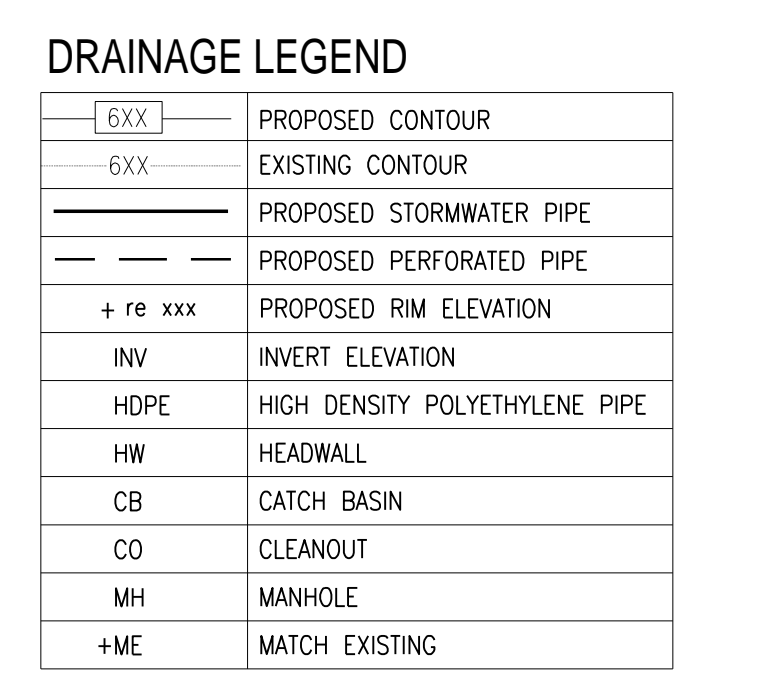 DRAINAGE LEGEND
6XX PROPOSED CONTOUR
6XX EXISTING CONTOUR
PROPOSED STORMWATER PIPE
PROPOSED PERFORATED PIPE
+ re xxx PROPOSED RIM ELEVATION
INV INVERT ELEVATION
HDPE HIGH DENSITY POLYETHYLENE PIPE
HW HEADWALL
CB CATCH BASIN
CO CLEANOUT
MH MANHOLE
+ME MATCH EXISTING